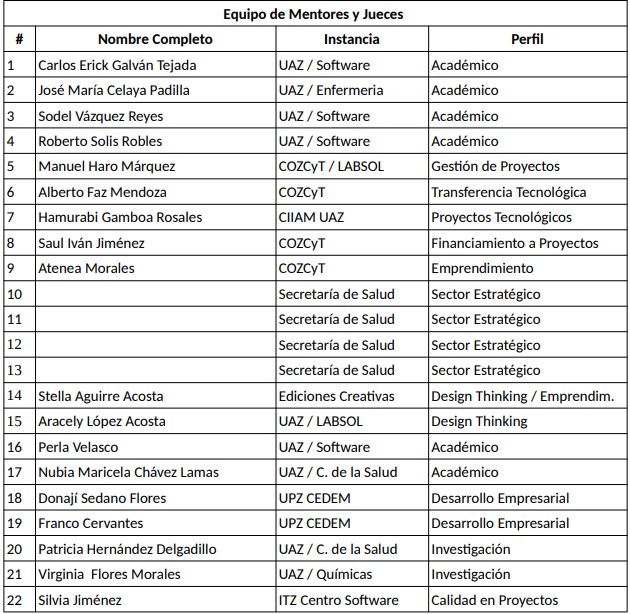 Equipo de Mentores y Jueces
# Nombre Completo Instancia Perfil
1 Carlos Erick Galván Tejada UAZ / Software Académico
2 José María Celaya Padilla UAZ / Enfermeria Académico
3 Sodel Vázquez Reyes UAZ / Software Académico
4 Roberto Solis Robles UAZ / Software Académico
5 Manuel Haro Márquez COZCyT / LABSOL Gestión de Proyectos
6 Alberto Faz Mendoza COZCyT Transferencia Tecnológica
7 Hamurabi Gamboa Rosales CIIAM UAZ Proyectos Tecnológicos
8 Saul Iván Jiménez COZCyT Financiamiento a Proyectos
9 Atenea Morales COZCyT Emprendimiento
10 Secretaría de Salud Sector Estratégico
11 Secretaría de Salud Sector Estratégico
12 Secretaría de Salud Sector Estratégico
13 Secretaría de Salud Sector Estratégico
14 Stella Aguirre Acosta Ediciones Creativas Design Thinking / Emprendim.
15 Aracely López Acosta UAZ / LABSOL Design Thinking
16 Perla Velasco UAZ / Software Académico
17 Nubia Maricela Chávez Lamas UAZ / C. de la Salud Académico
18 Donají Sedano Flores UPZ CEDEM Desarrollo Empresarial
19 Franco Cervantes UPZ CEDEM Desarrollo Empresarial
20 Patricia Hernández Delgadillo UAZ / C. de la Salud Investigación
21 Virginia  Flores Morales UAZ / Químicas Investigación
22 Silvia Jiménez ITZ Centro Software Calidad en Proyectos